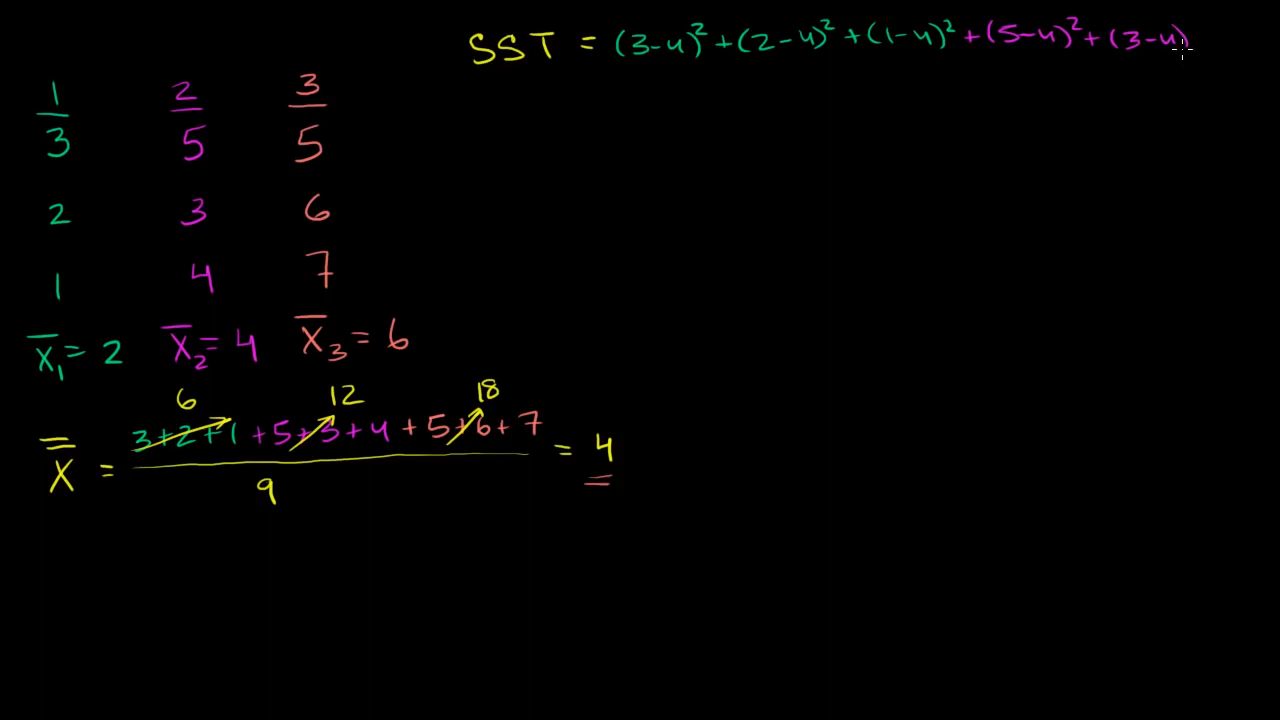 SST = (3-4)² + (2-4)² + (1-4)² + (5-4)² + (3-4)
1 2 3
3 5 5
2 3 6
1 4 7
x̄₁ = 2 x̄₂ = 4 x̄₃ = 6
6 12 18
3+2+1 +5+3+4 +5+6+7
x̿ = = 4
9